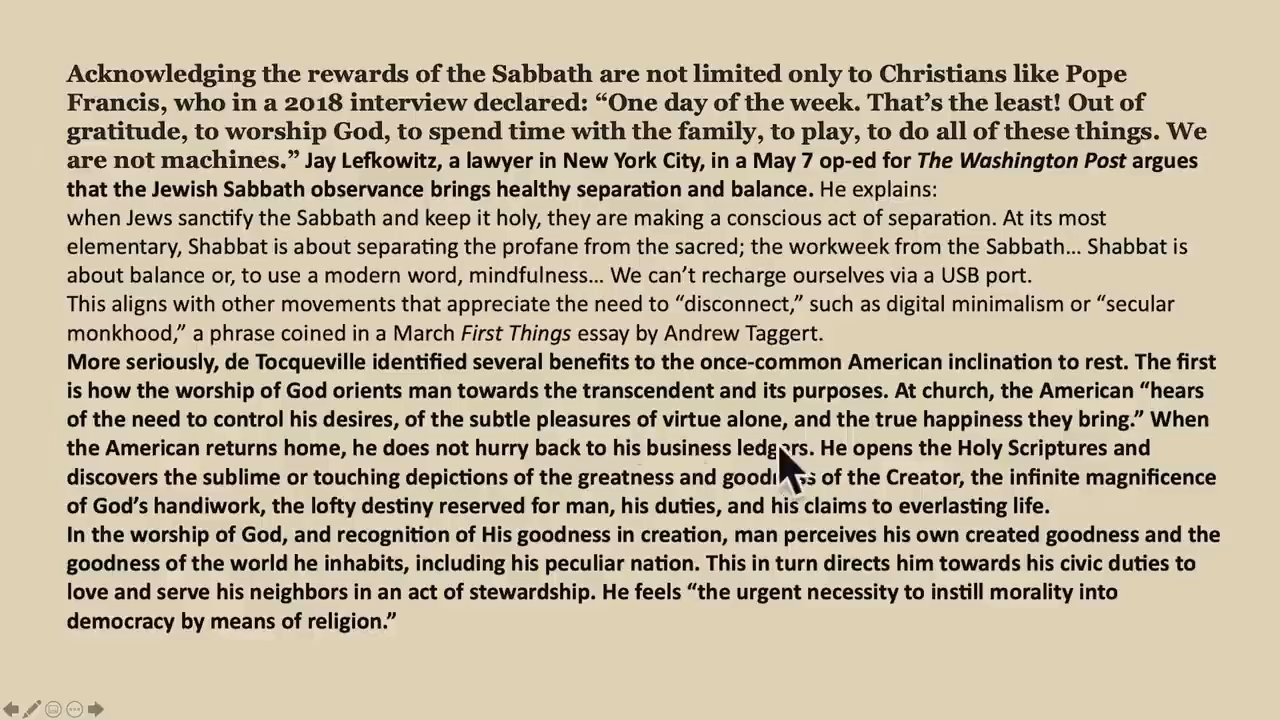 Acknowledging the rewards of the Sabbath are not limited only to Christians like Pope
Francis, who in a 2018 interview declared: “One day of the week. That’s the least! Out of
gratitude, to worship God, to spend time with the family, to play, to do all of these things. We
are not machines.” Jay Lefkowitz, a lawyer in New York City, in a May 7 op-ed for The Washington Post argues
that the Jewish Sabbath observance brings healthy separation and balance. He explains:
when Jews sanctify the Sabbath and keep it holy, they are making a conscious act of separation. At its most
elementary, Shabbat is about separating the profane from the sacred; the workweek from the Sabbath… Shabbat is
about balance or, to use a modern word, mindfulness… We can’t recharge ourselves via a USB port.
This aligns with other movements that appreciate the need to “disconnect,” such as digital minimalism or “secular
monkhood,” a phrase coined in a March First Things essay by Andrew Taggert.
More seriously, de Tocqueville identified several benefits to the once-common American inclination to rest. The first
is how the worship of God orients man towards the transcendent and its purposes. At church, the American “hears
of the need to control his desires, of the subtle pleasures of virtue alone, and the true happiness they bring.” When
the American returns home, he does not hurry back to his business ledgers. He opens the Holy Scriptures and
discovers the sublime or touching depictions of the greatness and goodness of the Creator, the infinite magnificence
of God’s handiwork, the lofty destiny reserved for man, his duties, and his claims to everlasting life.
In the worship of God, and recognition of His goodness in creation, man perceives his own created goodness and the
goodness of the world he inhabits, including his peculiar nation. This in turn directs him towards his civic duties to
love and serve his neighbors in an act of stewardship. He feels “the urgent necessity to instill morality into
democracy by means of religion.”